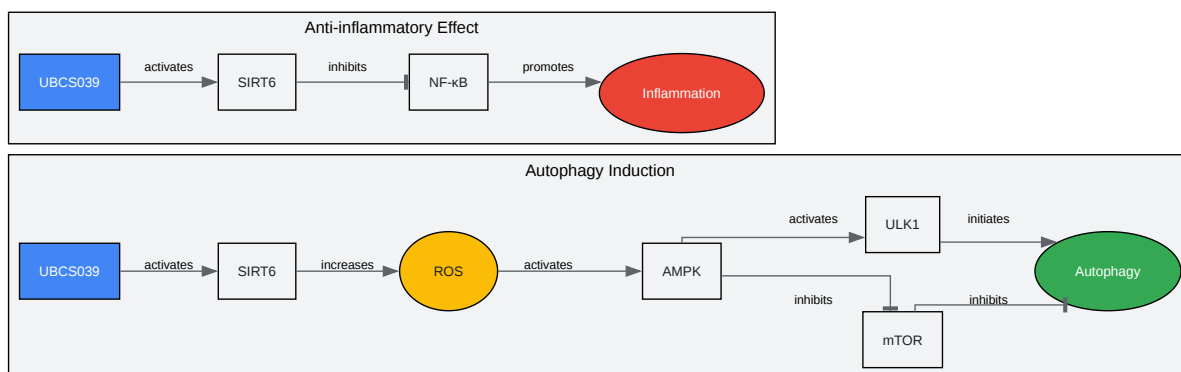 Anti-inflammatory Effect
UBCS039
activates
SIRT6
inhibits
NF-κB
promotes
Inflammation
Autophagy Induction
UBCS039
activates
SIRT6
increases
ROS
activates
AMPK
activates
ULK1
initiates
Autophagy
inhibits
mTOR
inhibits